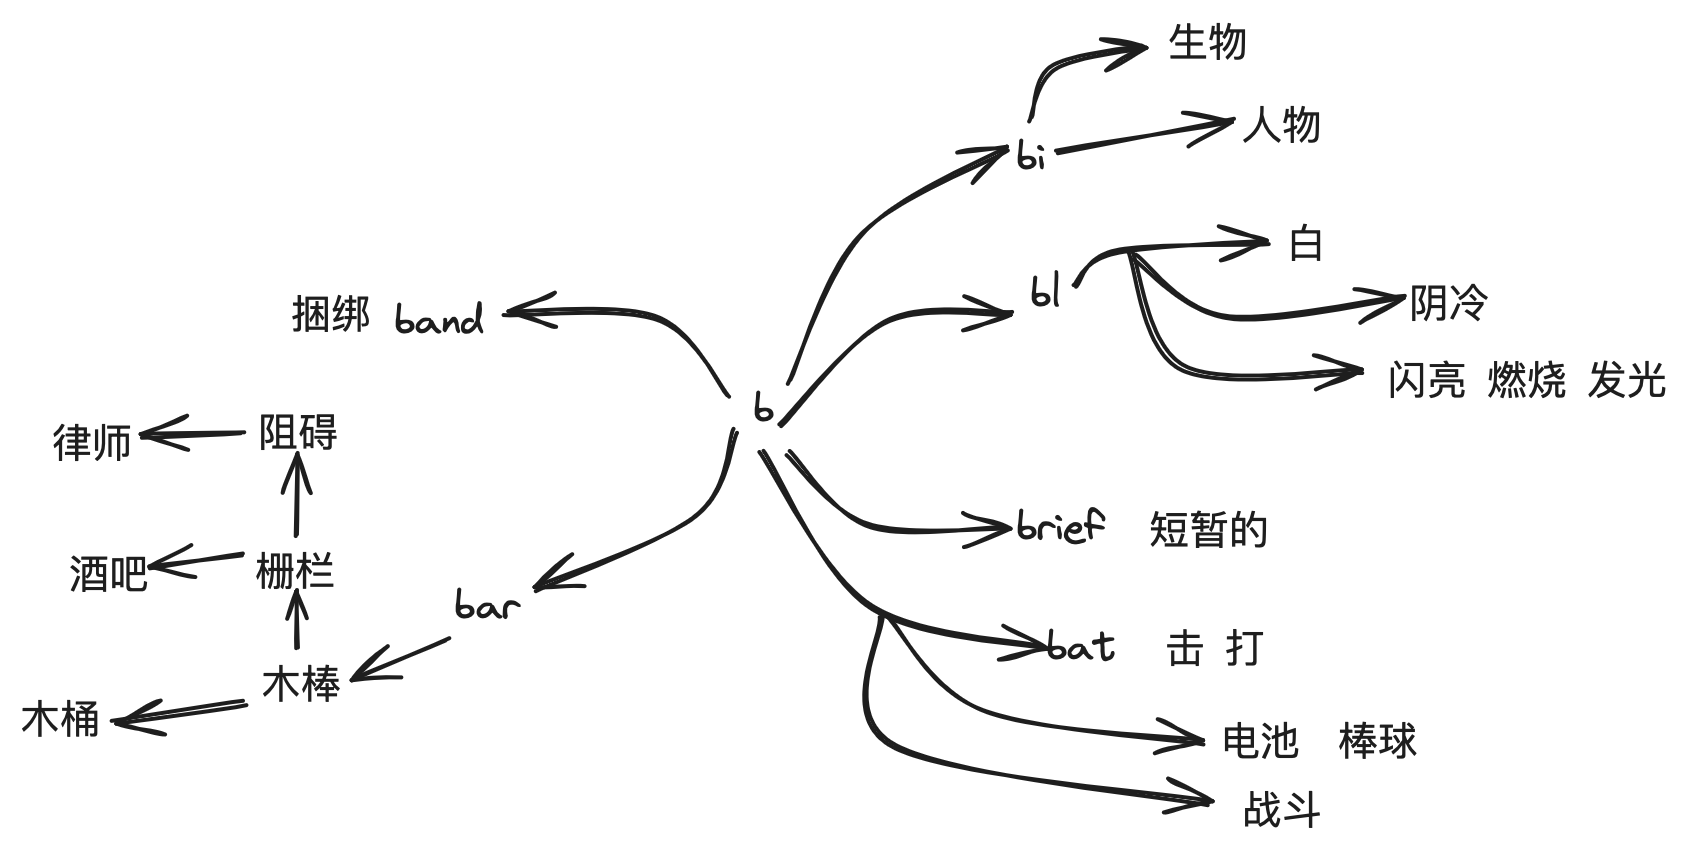 生物
人物
bi
白
bl
阴冷
捆绑 band
闪亮 燃烧 发光
b
律师
阻碍
brief 短暂的
酒吧
栅栏
bar
bat 击 打
木棒
木桶
电池 棒球
战斗